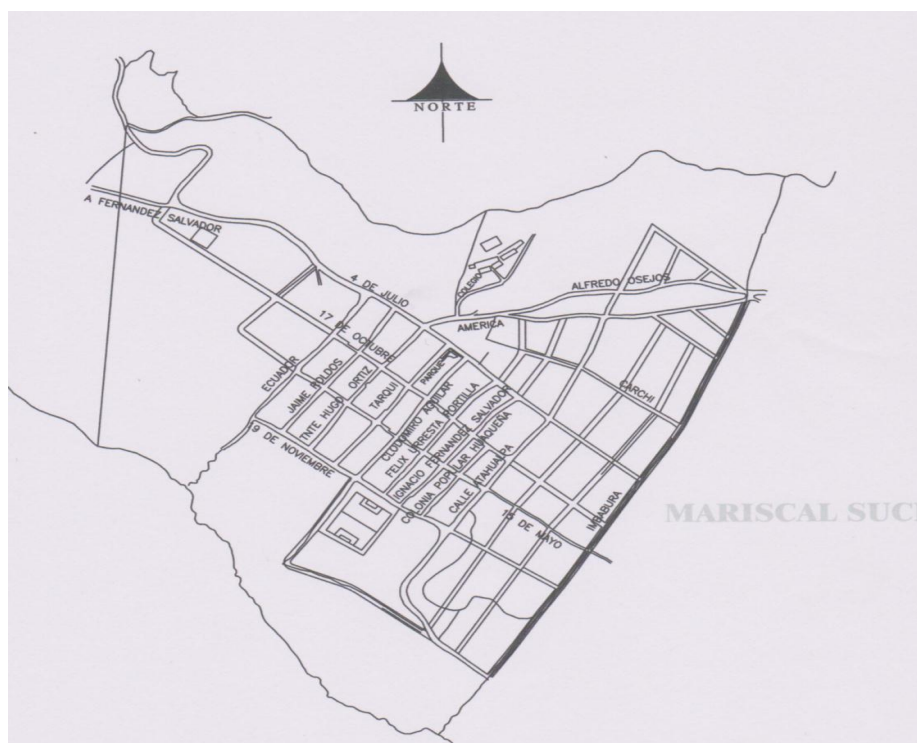 NORTE
A FERNANDEZ SALVADOR
4 DE JULIO
COLEGIO
ALFREDO OSEJOS
AMERICA
17 DE OCTUBRE
PARQUE
ECUADOR
JAIME ROLDOS
TNTE HUGO ORTIZ
TARQUI
CLODOMIRO AGUILAR
FELIX URRESTA PORTILLA
IGNACIO FERNANDEZ SALVADOR
COLONIA POPULAR HUAQUEÑA
CALLE ATAHUALPA
CARCHI
19 DE NOVIEMBRE
15 DE MAYO
IMBABURA
MARISCAL SUC